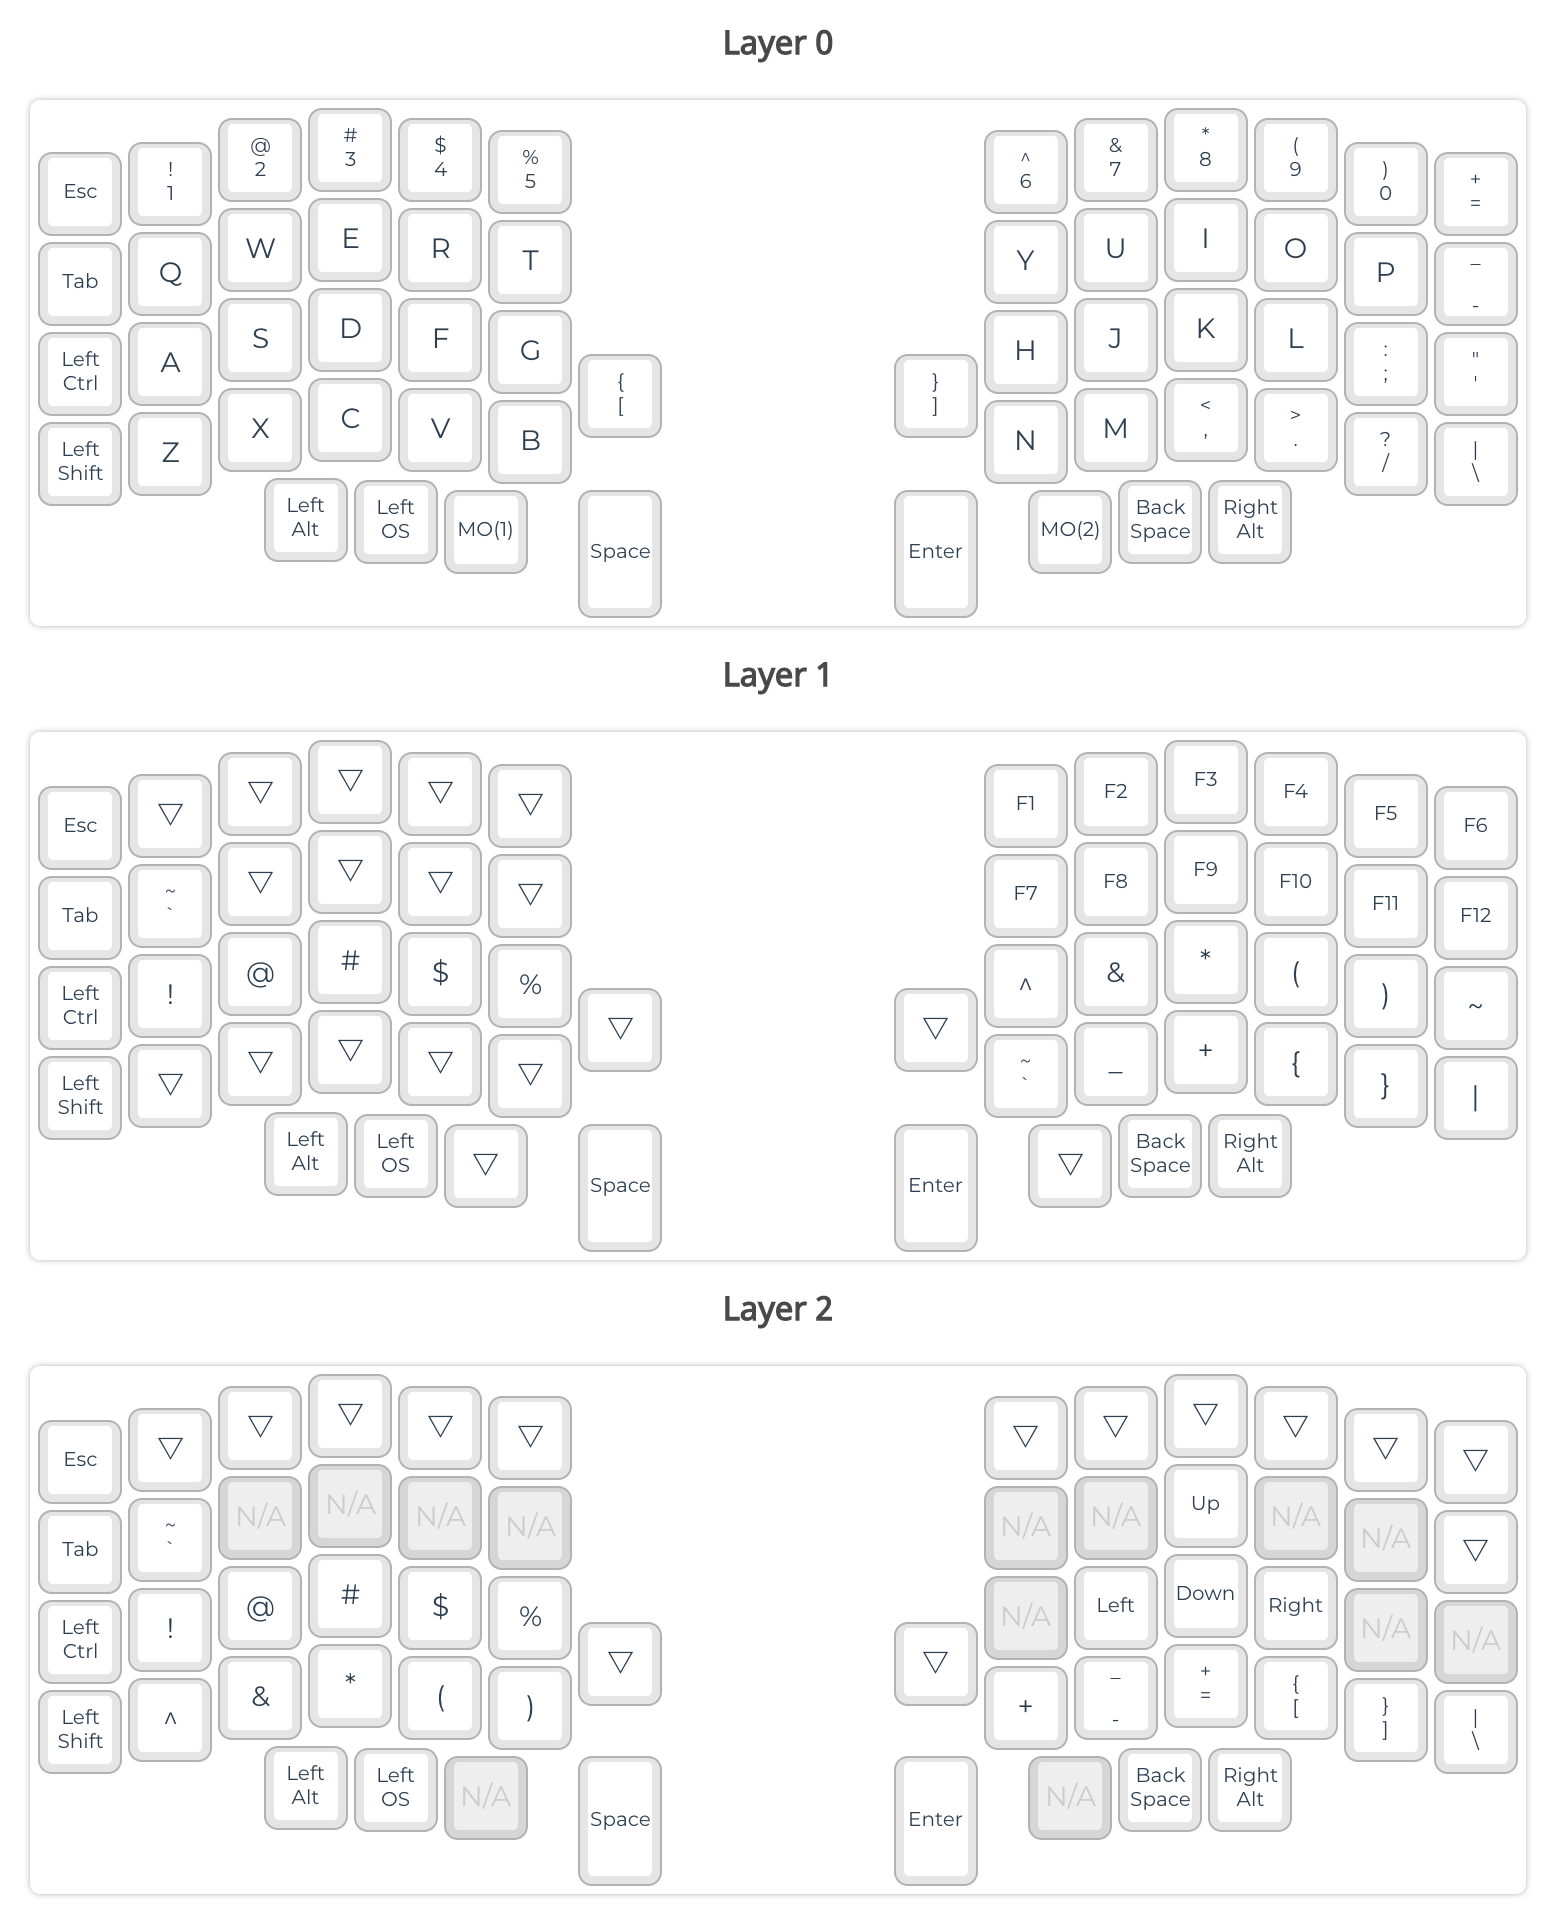 Layer 0
Esc ! 1 @ 2 # 3 $ 4 % 5 ^ 6 & 7 * 8 ( 9 ) 0 + =
Tab Q W E R T Y U I O P _ -
Left Ctrl A S D F G H J K L : ; " '
{ [ } ]
Left Shift Z X C V B N M < , > . ? / | \
Left Alt Left OS MO(1) Space Enter MO(2) Back Space Right Alt
Layer 1
Esc ▽ ▽ ▽ ▽ ▽ F1 F2 F3 F4 F5 F6
Tab ~ ` ▽ ▽ ▽ ▽ F7 F8 F9 F10 F11 F12
Left Ctrl ! @ # $ % ^ & * ( ) ~
▽ ▽
Left Shift ▽ ▽ ▽ ▽ ▽ ~ ` _ + { } |
Left Alt Left OS ▽ Space Enter ▽ Back Space Right Alt
Layer 2
Esc ▽ ▽ ▽ ▽ ▽ ▽ ▽ ▽ ▽ ▽ ▽
Tab ~ ` N/A N/A N/A N/A N/A N/A Up N/A N/A ▽
Left Ctrl ! @ # $ % N/A Left Down Right N/A N/A
▽ ▽
Left Shift ^ & * ( ) + _ - + = { [ } ] | \
Left Alt Left OS N/A Space Enter N/A Back Space Right Alt